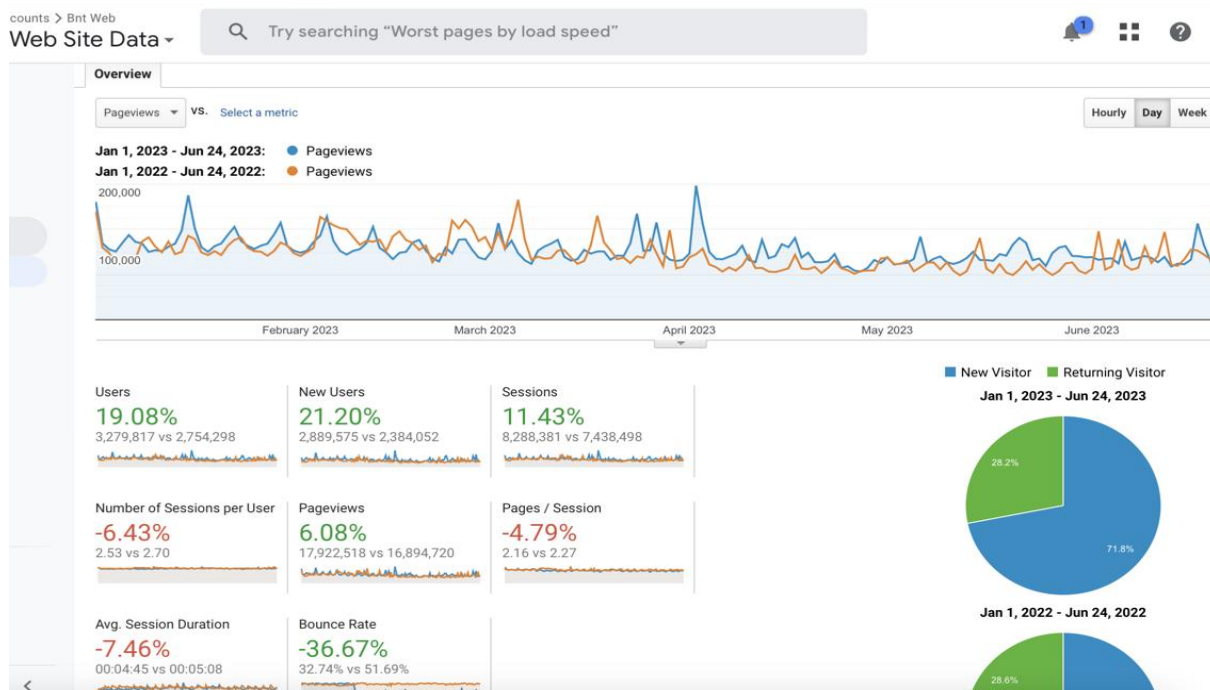 counts > Bnt Web
Web Site Data
Try searching “Worst pages by load speed”
1
?
Overview
Pageviews VS. Select a metric
Hourly Day Week
Jan 1, 2023 - Jun 24, 2023: Pageviews
Jan 1, 2022 - Jun 24, 2022: Pageviews
200,000
100,000
February 2023 March 2023 April 2023 May 2023 June 2023
Users
19.08%
3,279,817 vs 2,754,298
New Users
21.20%
2,889,575 vs 2,384,052
Sessions
11.43%
8,288,381 vs 7,438,498
Number of Sessions per User
-6.43%
2.53 vs 2.70
Pageviews
6.08%
17,922,518 vs 16,894,720
Pages / Session
-4.79%
2.16 vs 2.27
Avg. Session Duration
-7.46%
00:04:45 vs 00:05:08
Bounce Rate
-36.67%
32.74% vs 51.69%
New Visitor Returning Visitor
Jan 1, 2023 - Jun 24, 2023
28.2%
71.8%
Jan 1, 2022 - Jun 24, 2022
28.6%